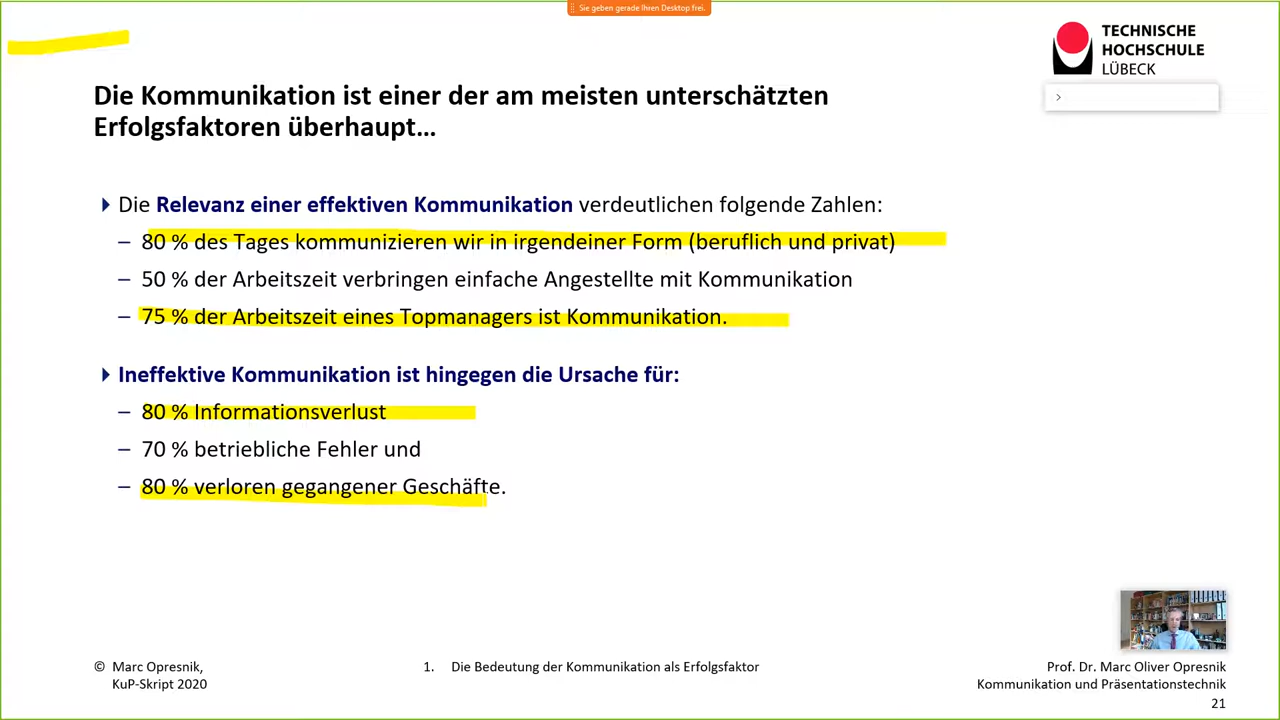 Sie geben gerade Ihren Desktop frei.
TECHNISCHE
HOCHSCHULE
LÜBECK
Die Kommunikation ist einer der am meisten unterschätzten
Erfolgsfaktoren überhaupt…
Die Relevanz einer effektiven Kommunikation verdeutlichen folgende Zahlen:
– 80 % des Tages kommunizieren wir in irgendeiner Form (beruflich und privat)
– 50 % der Arbeitszeit verbringen einfache Angestellte mit Kommunikation
– 75 % der Arbeitszeit eines Topmanagers ist Kommunikation.
Ineffektive Kommunikation ist hingegen die Ursache für:
– 80 % Informationsverlust
– 70 % betriebliche Fehler und
– 80 % verloren gegangener Geschäfte.
© Marc Opresnik,
KuP-Skript 2020
1. Die Bedeutung der Kommunikation als Erfolgsfaktor
Prof. Dr. Marc Oliver Opresnik
Kommunikation und Präsentationstechnik
21